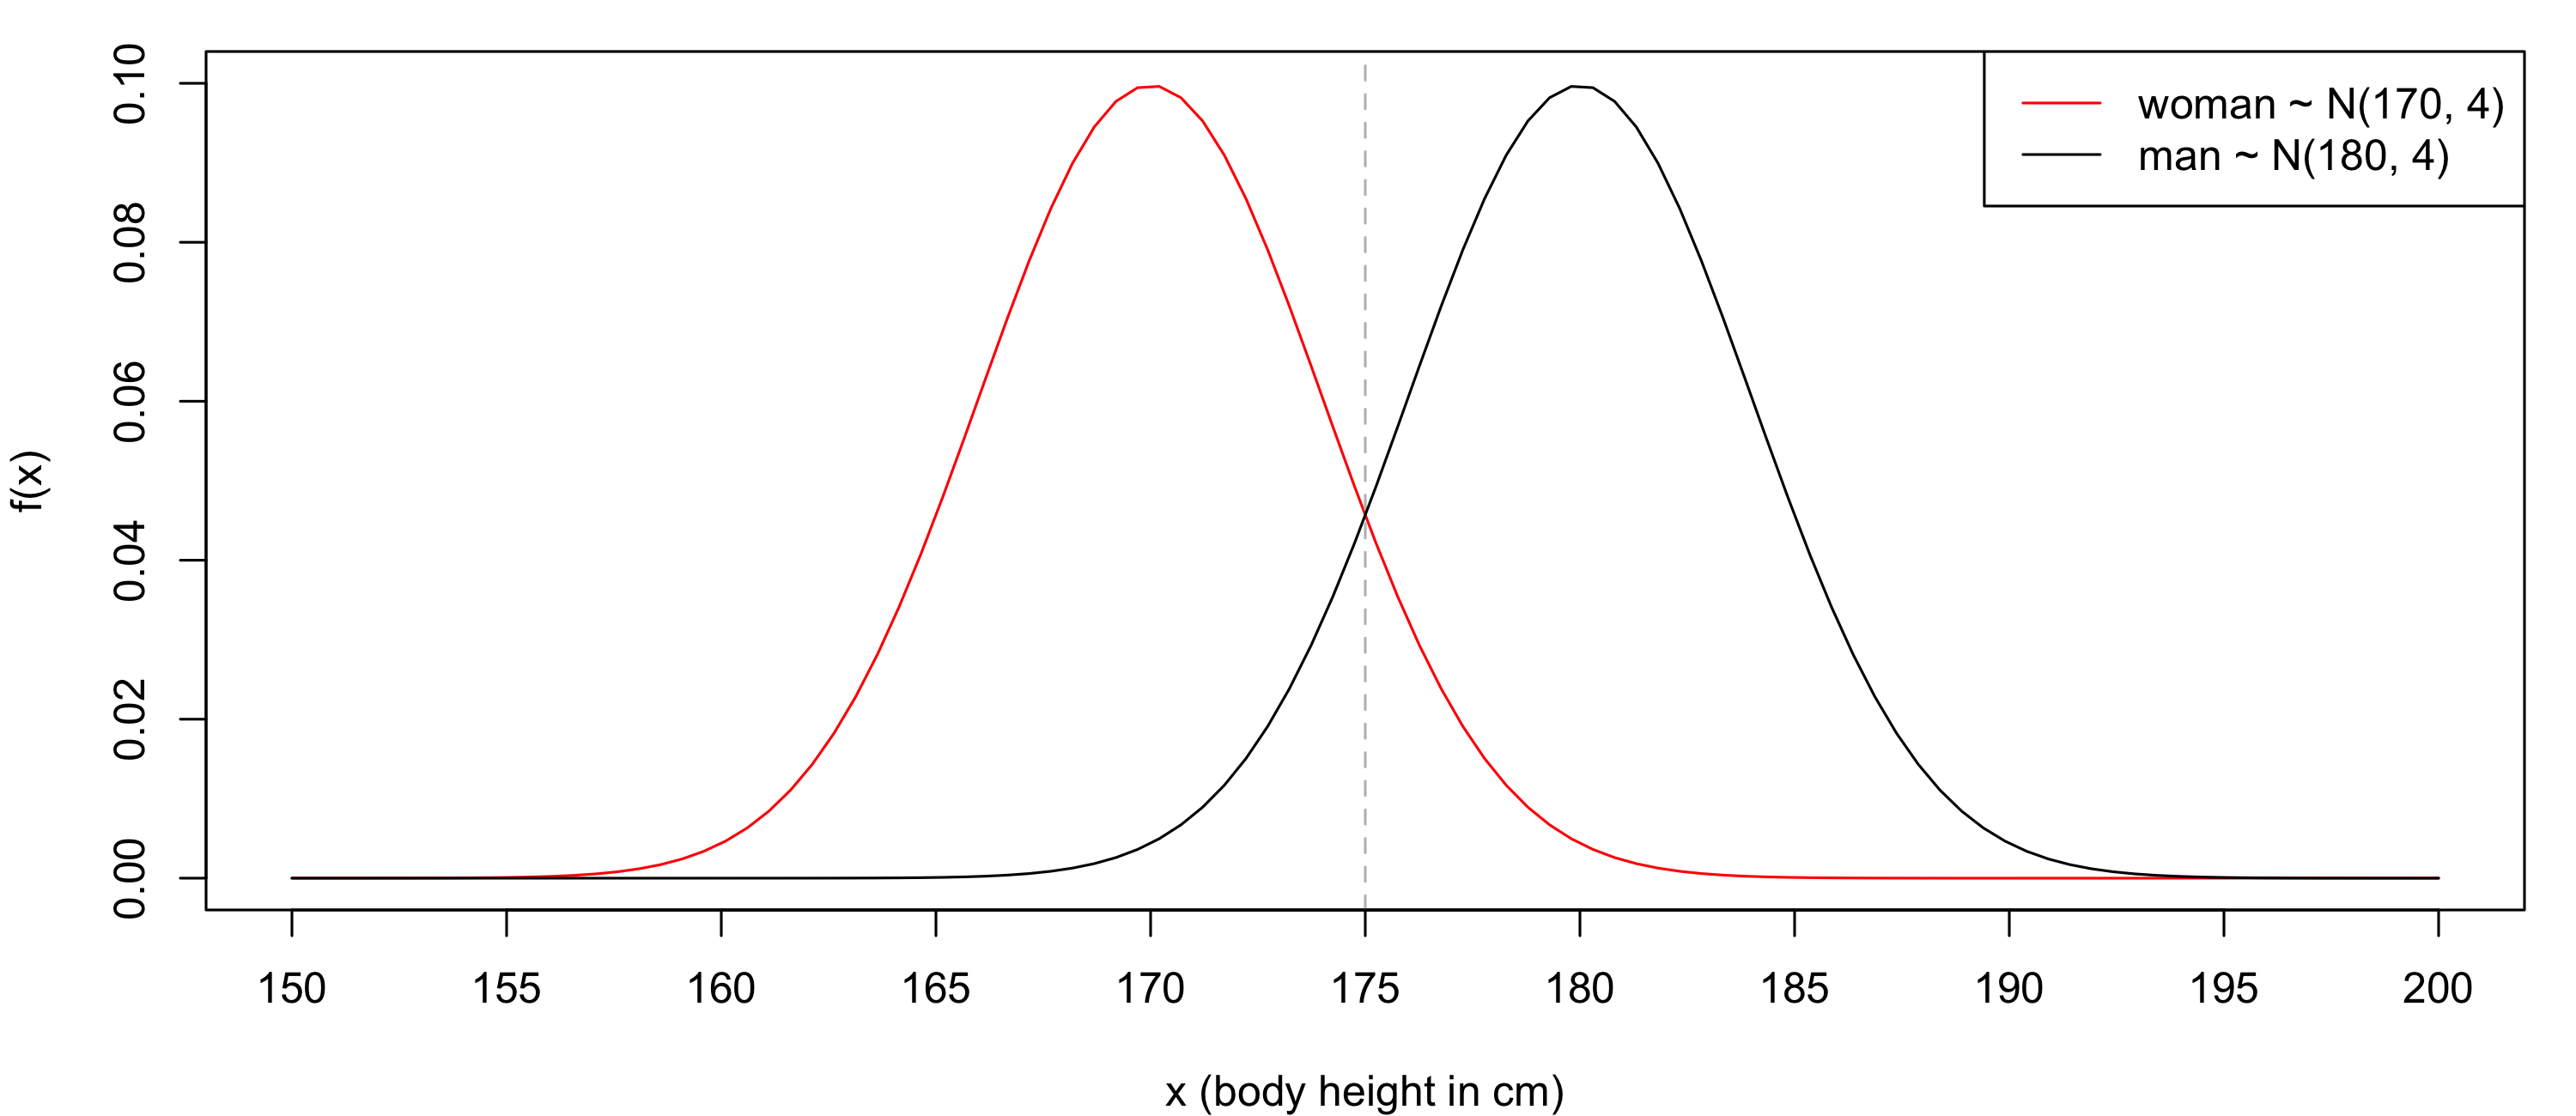 woman ~ N(170, 4)
man ~ N(180, 4)
f(x)
0.10
0.08
0.06
0.04
0.02
0.00
150 155 160 165 170 175 180 185 190 195 200
x (body height in cm)